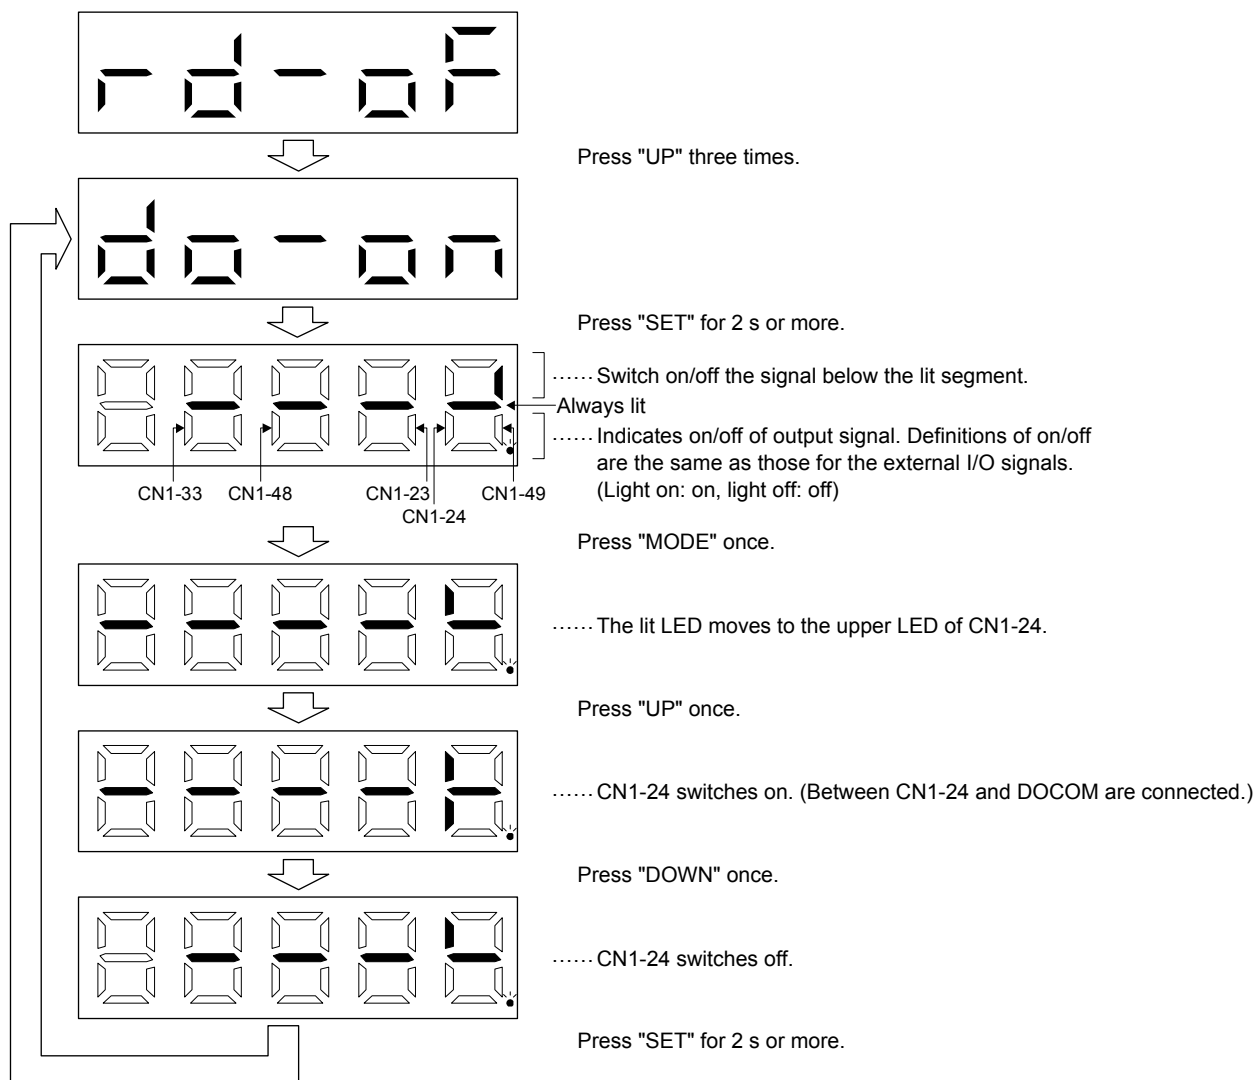 rd-oF
Press "UP" three times.
do-on
Press "SET" for 2 s or more.
......Switch on/off the signal below the lit segment.
Always lit
......Indicates on/off of output signal. Definitions of on/off
are the same as those for the external I/O signals.
(Light on: on, light off: off)
CN1-33 CN1-48 CN1-23 CN1-49
CN1-24
Press "MODE" once.
......The lit LED moves to the upper LED of CN1-24.
Press "UP" once.
......CN1-24 switches on. (Between CN1-24 and DOCOM are connected.)
Press "DOWN" once.
......CN1-24 switches off.
Press "SET" for 2 s or more.